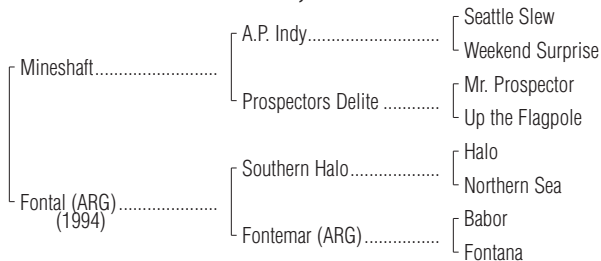 Seattle Slew
A.P. Indy............................
Weekend Surprise
Mineshaft..........................
Mr. Prospector
Prospectors Delite ............
Up the Flagpole
Halo
Southern Halo...................
Northern Sea
Fontal (ARG).....................
(1994)
Babor
Fontemar (ARG)................
Fontana